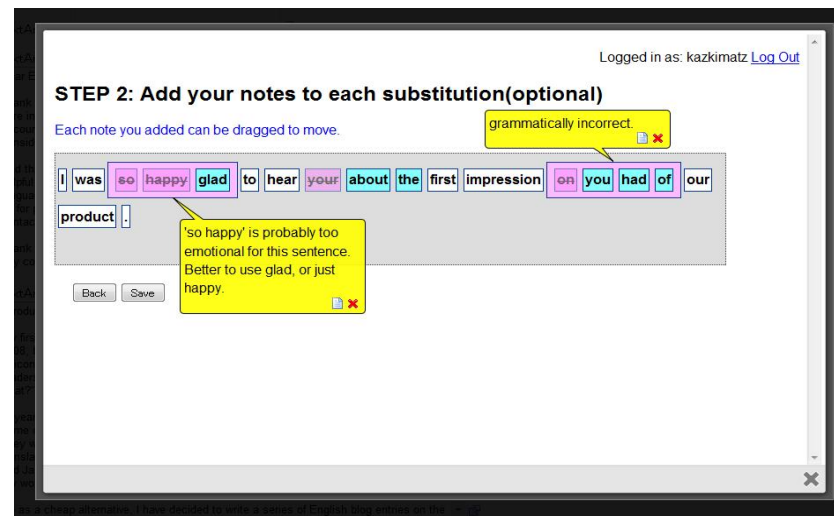 Logged in as: kazkimatz Log Out
STEP 2: Add your notes to each substitution(optional)
Each note you added can be dragged to move.
grammatically incorrect.
I was so happy glad to hear your about the first impression on you had of our
product .
'so happy' is probably too
emotional for this sentence.
Better to use glad, or just
happy.
Back Save
as a cheap alternative. I have decided to write a series of English blog entries on the